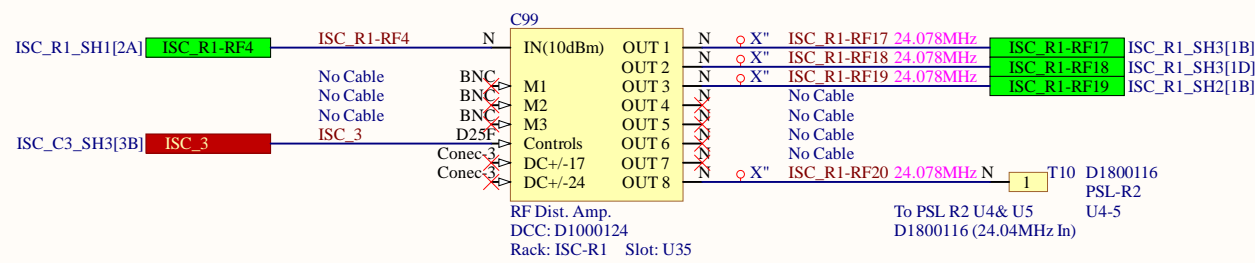 C99
ISC_R1_SH1[2A] ISC_R1-RF4 ISC_R1-RF4 N IN(10dBm) OUT 1 N X" ISC_R1-RF17 24.078MHz ISC_R1-RF17 ISC_R1_SH3[1B]
OUT 2 N X" ISC_R1-RF18 24.078MHz ISC_R1-RF18 ISC_R1_SH3[1D]
No Cable BNC M1 OUT 3 N X" ISC_R1-RF19 24.078MHz ISC_R1-RF19 ISC_R1_SH2[1B]
No Cable BNC M2 OUT 4 N No Cable
No Cable BNC M3 OUT 5 N No Cable
ISC_C3_SH3[3B] ISC_3 ISC_3 D25F Controls OUT 6 N No Cable
Conec-3 DC+/-17 OUT 7 N No Cable
Conec-3 DC+/-24 OUT 8 N X" ISC_R1-RF20 24.078MHz N 1 T10 D1800116
PSL-R2
RF Dist. Amp. To PSL R2 U4& U5 U4-5
DCC: D1000124 D1800116 (24.04MHz In)
Rack: ISC-R1 Slot: U35